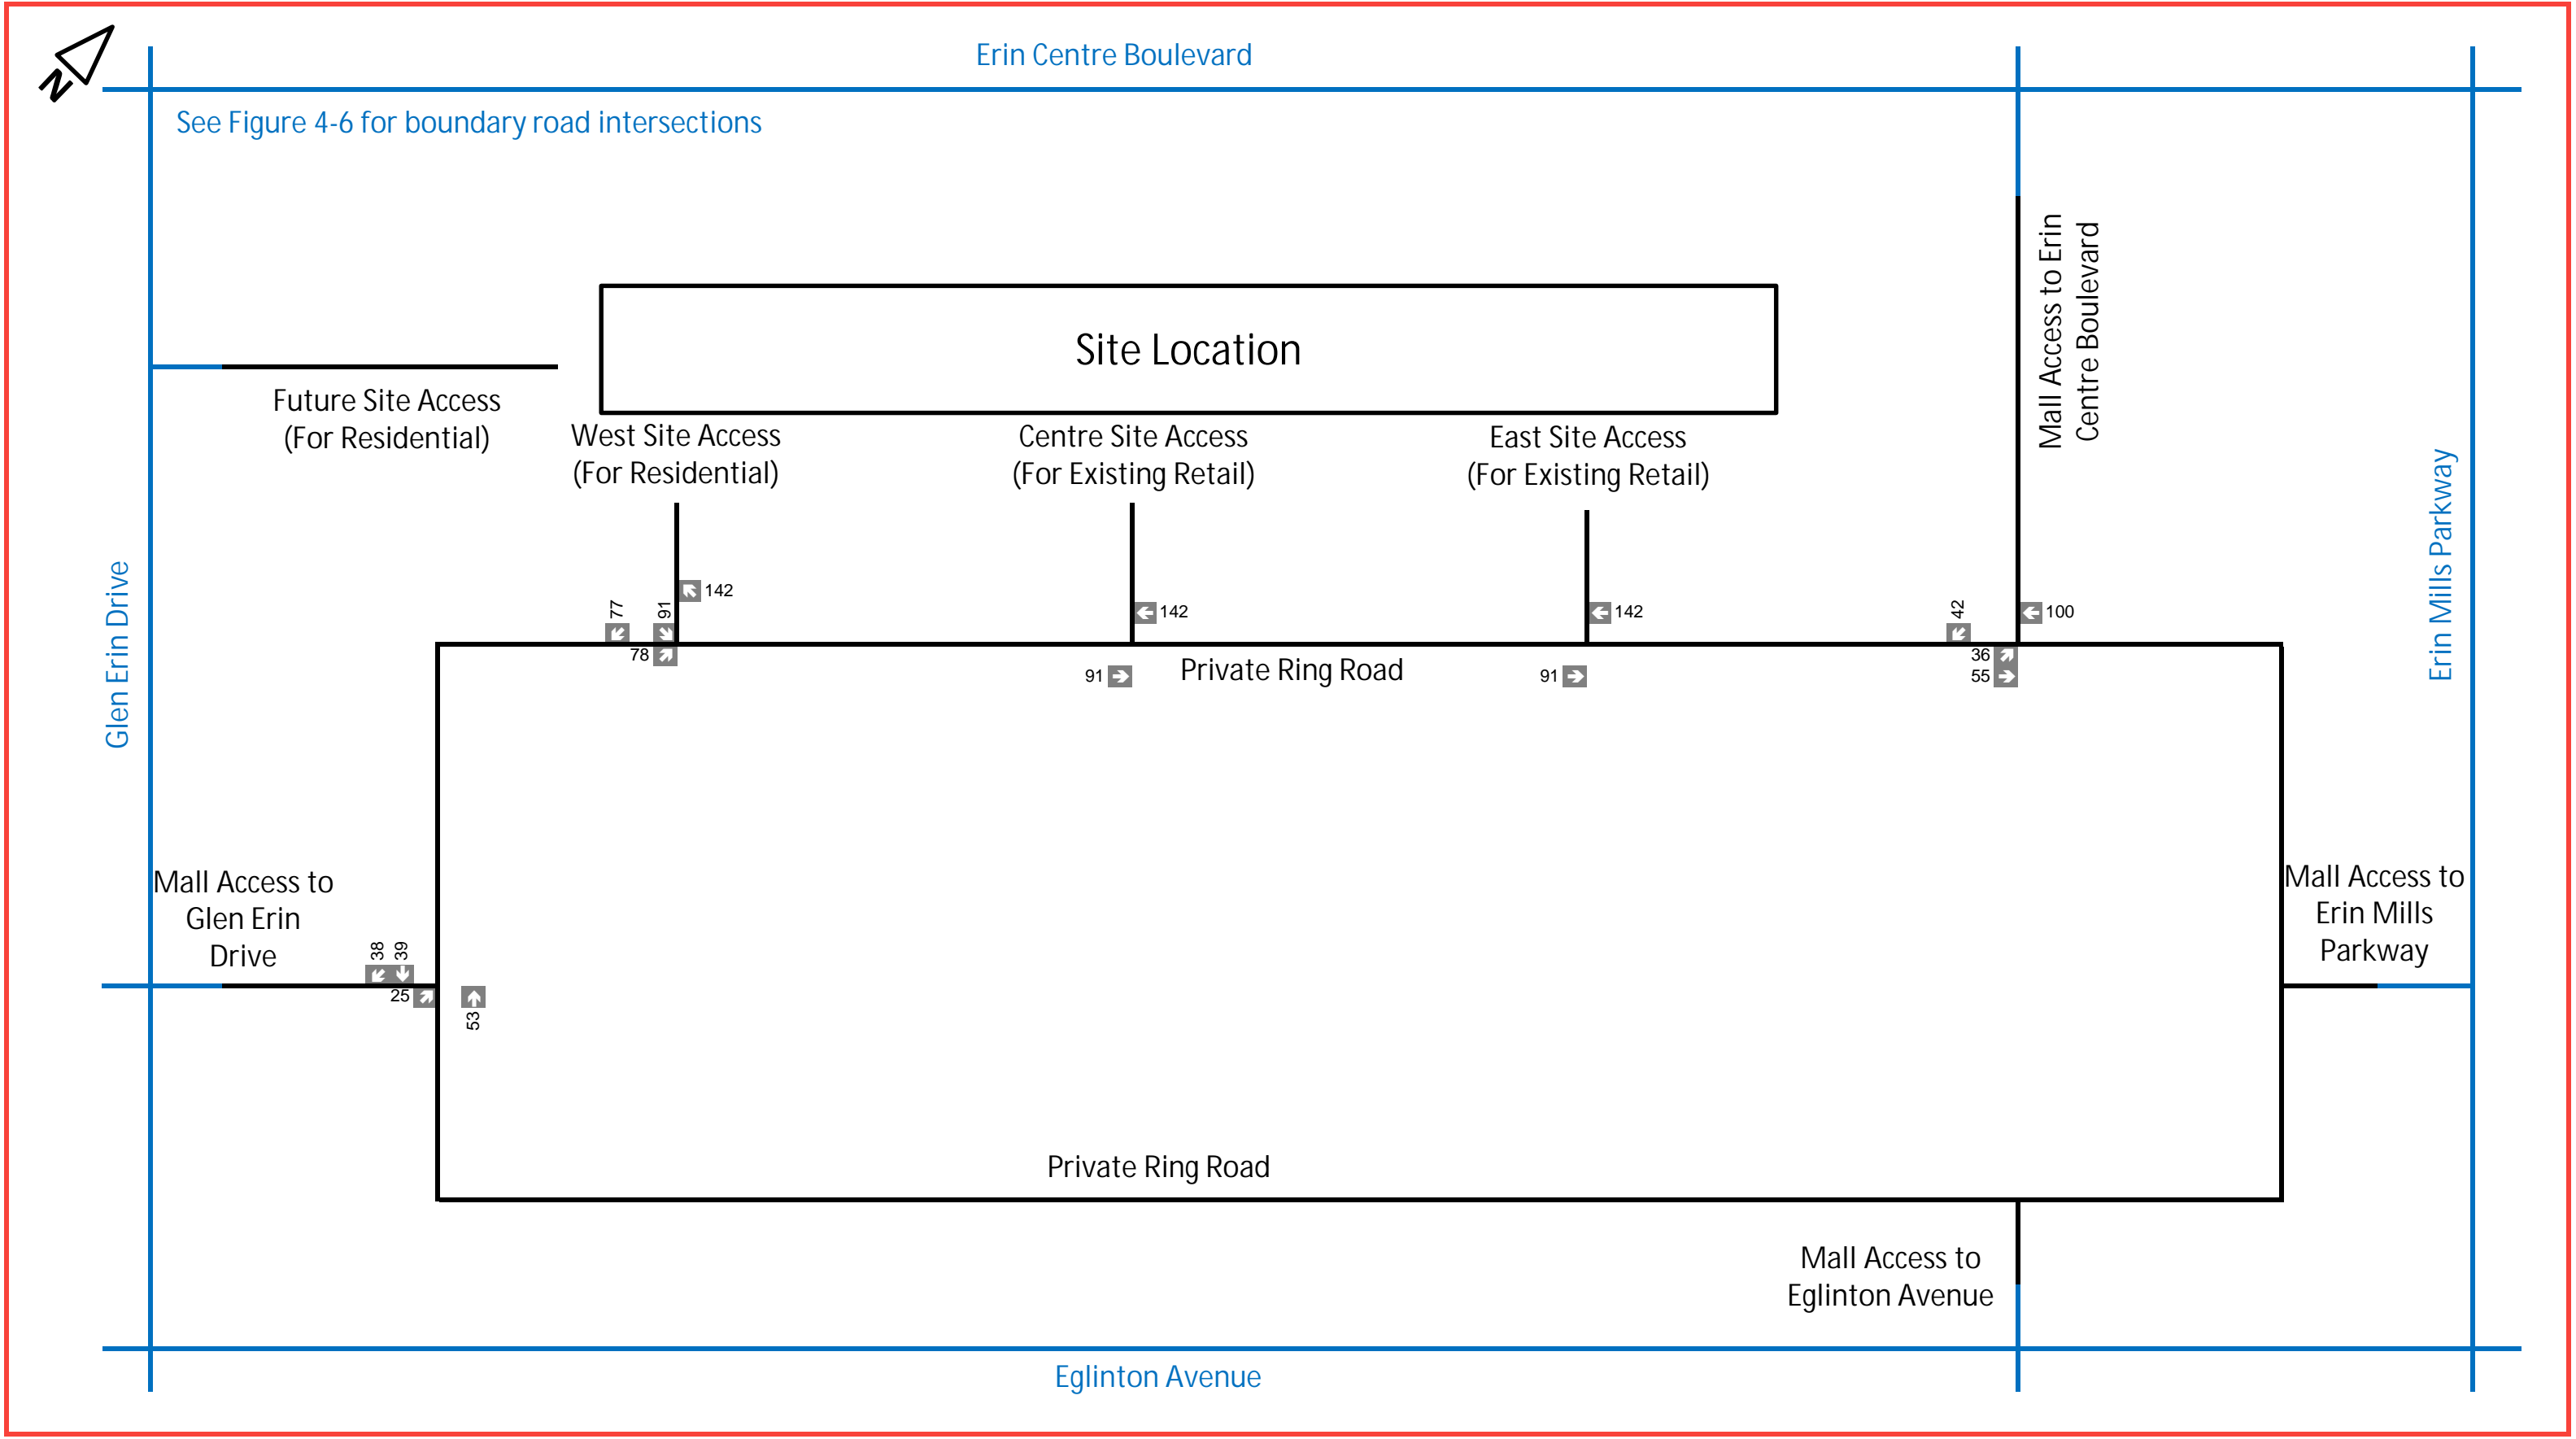 N
Erin Centre Boulevard
See Figure 4-6 for boundary road intersections
Mall Access to Erin
Centre Boulevard
Site Location
Future Site Access
(For Residential)
West Site Access
(For Residential)
Centre Site Access
(For Existing Retail)
East Site Access
(For Existing Retail)
Glen Erin Drive
Erin Mills Parkway
77
91
142
142
142
42
100
78
91
Private Ring Road
91
36
55
Mall Access to
Glen Erin
Drive
38
39
25
53
Mall Access to
Erin Mills
Parkway
Private Ring Road
Mall Access to
Eglinton Avenue
Eglinton Avenue